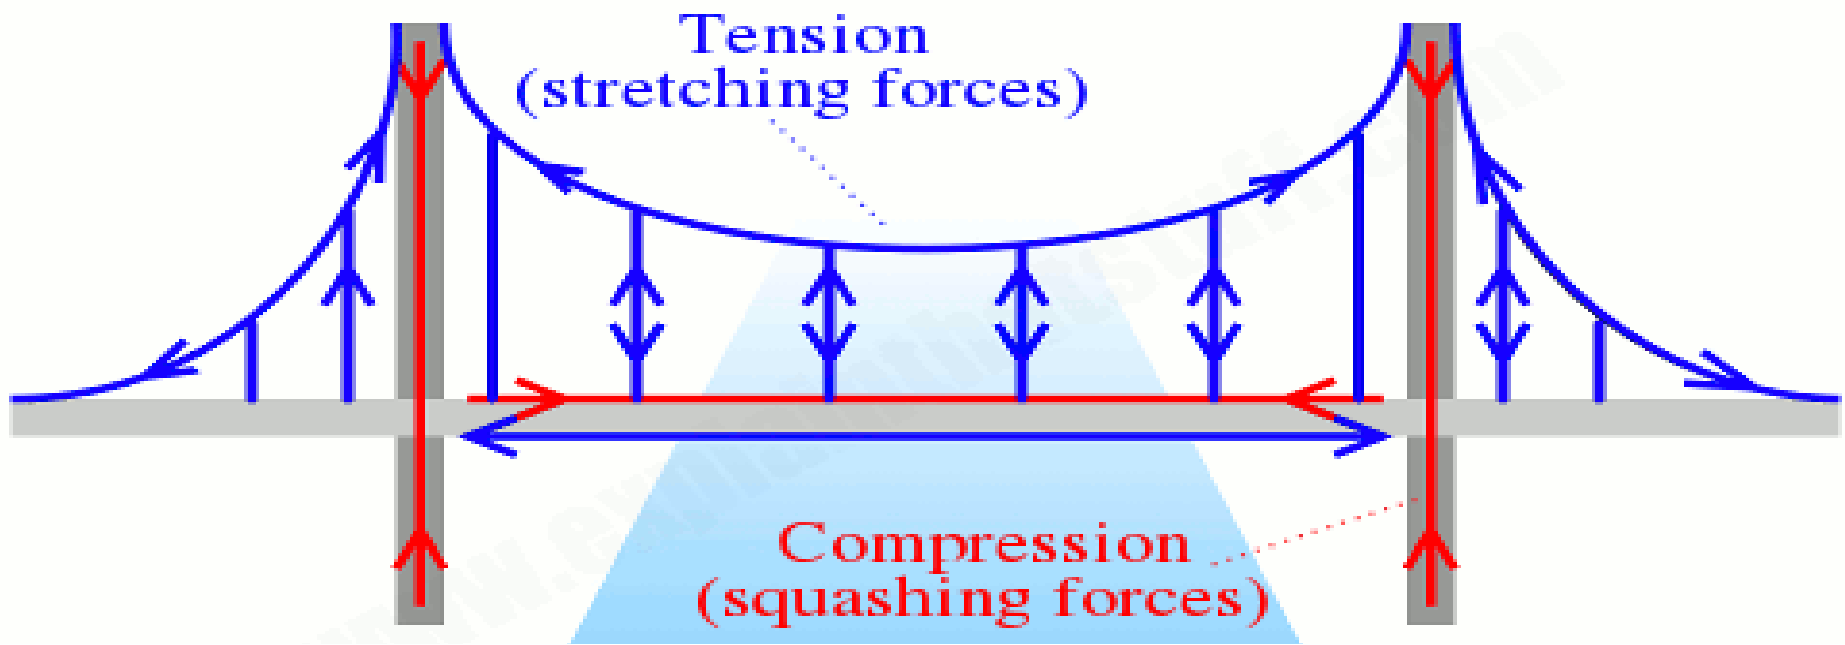 Tension
(stretching forces)
Compression
(squashing forces)